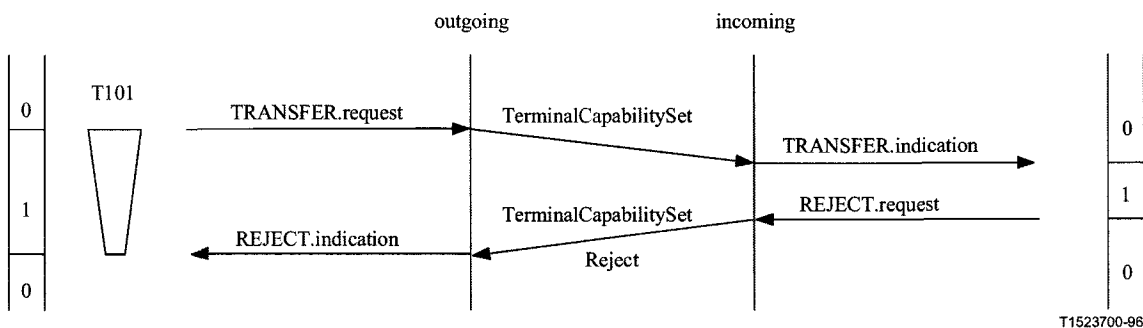 outgoing
incoming
T101
0
TRANSFER.request
TerminalCapabilitySet
0
TRANSFER.indication
1
1
TerminalCapabilitySet
REJECT.request
REJECT.indication
Reject
0
0
T1523700-96